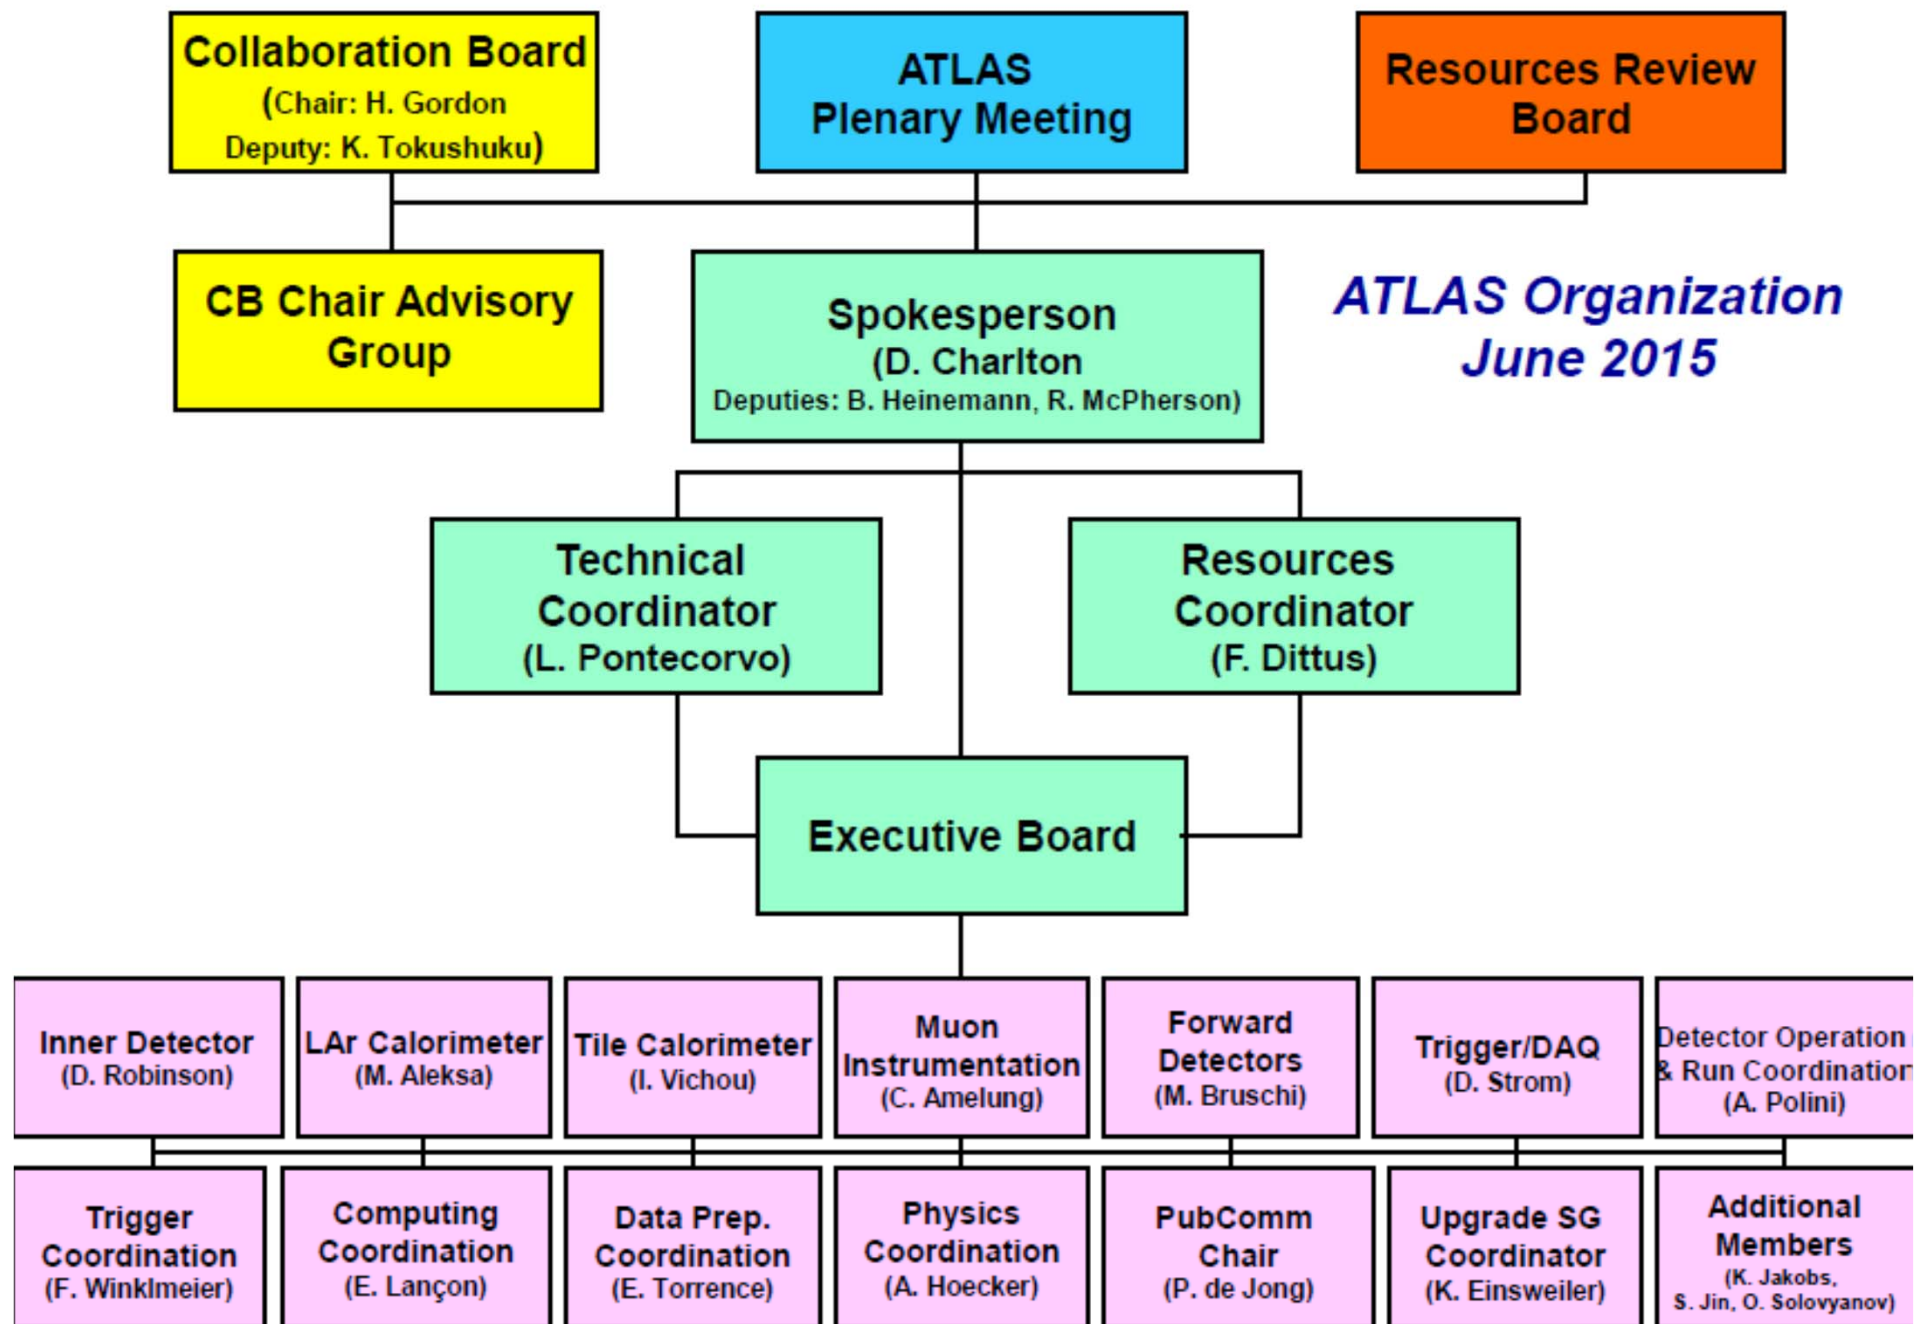 Collaboration Board
(Chair: H. Gordon
Deputy: K. Tokushuku)
ATLAS
Plenary Meeting
Resources Review
Board
CB Chair Advisory
Group
Spokesperson
(D. Charlton
Deputies: B. Heinemann, R. McPherson)
ATLAS Organization
June 2015
Technical
Coordinator
(L. Pontecorvo)
Resources
Coordinator
(F. Dittus)
Executive Board
Inner Detector
(D. Robinson)
LAr Calorimeter
(M. Aleksa)
Tile Calorimeter
(I. Vichou)
Muon
Instrumentation
(C. Amelung)
Forward
Detectors
(M. Bruschi)
Trigger/DAQ
(D. Strom)
Detector Operation
& Run Coordination
(A. Polini)
Trigger
Coordination
(F. Winklmeier)
Computing
Coordination
(E. Lançon)
Data Prep.
Coordination
(E. Torrence)
Physics
Coordination
(A. Hoecker)
PubComm
Chair
(P. de Jong)
Upgrade SG
Coordinator
(K. Einsweiler)
Additional
Members
(K. Jakobs,
S. Jin, O. Solovyanov)